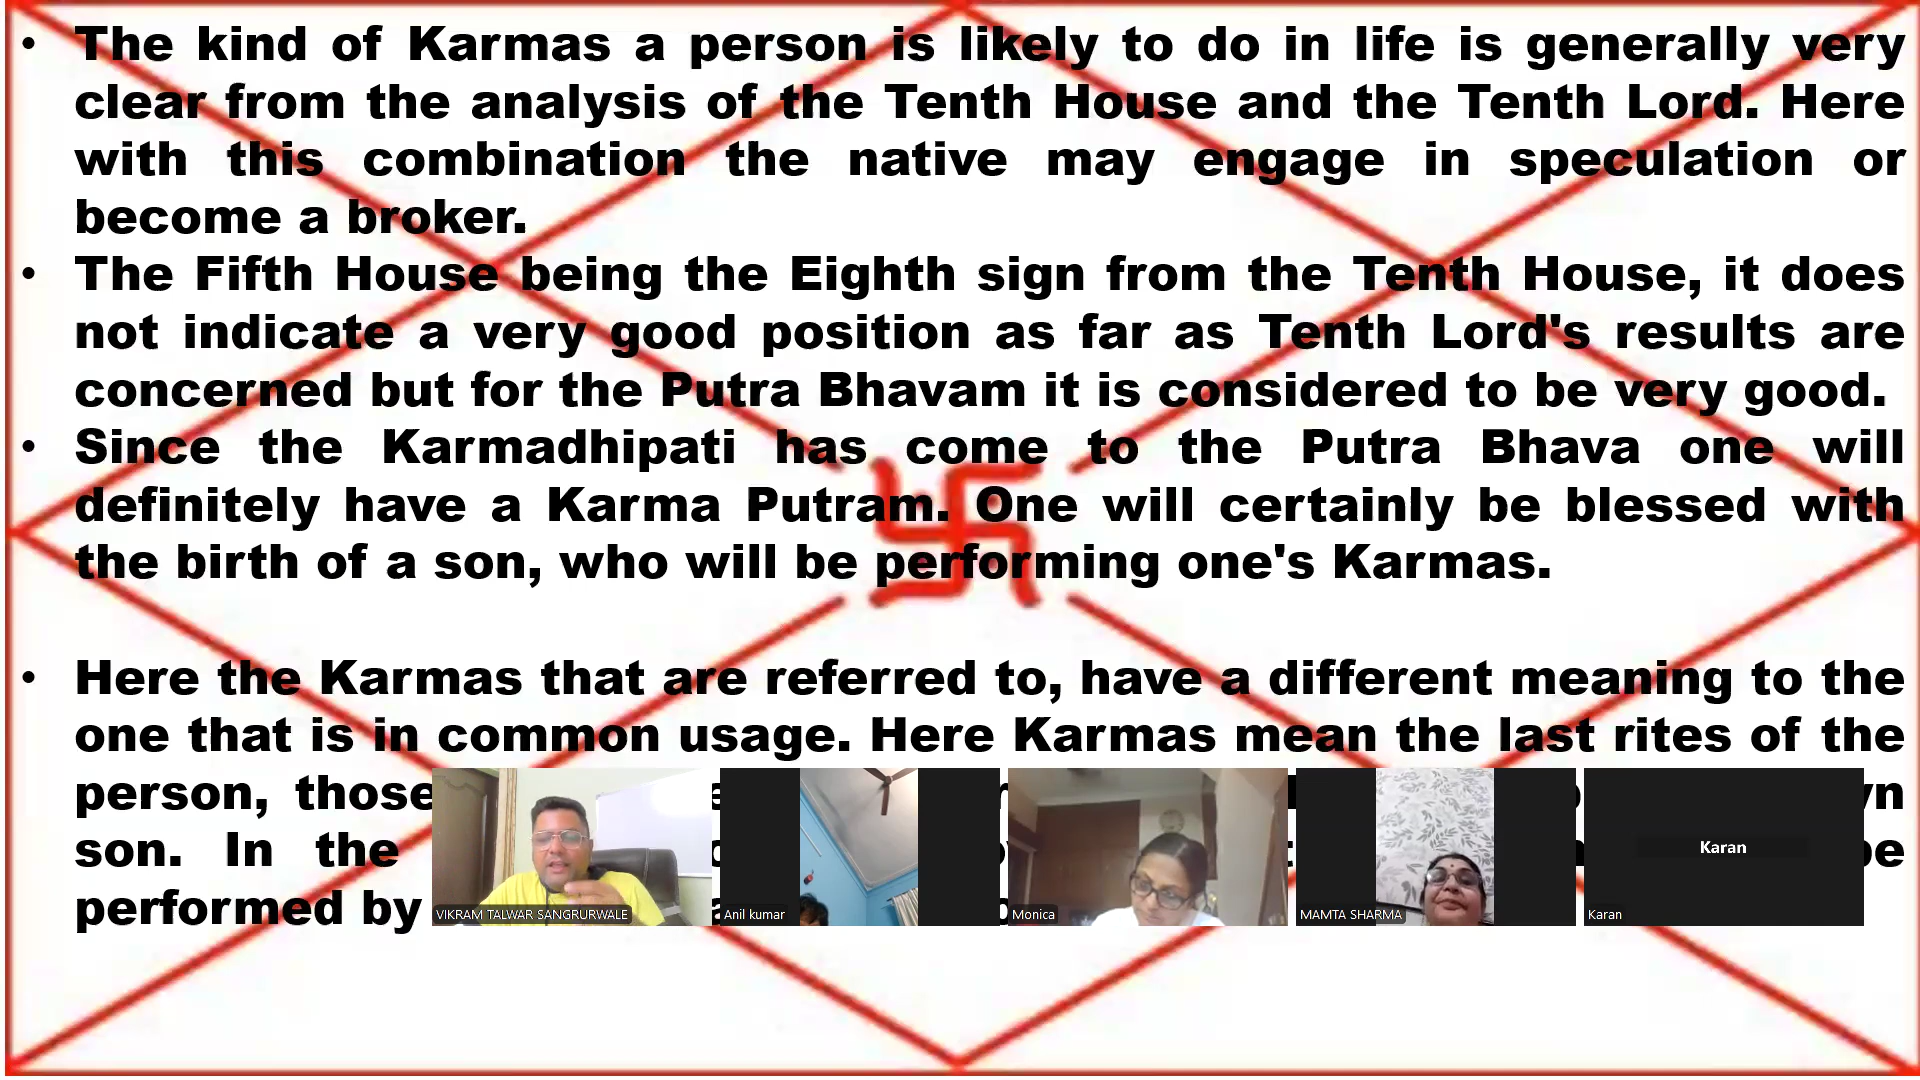 • The kind of Karmas a person is likely to do in life is generally very
clear from the analysis of the Tenth House and the Tenth Lord. Here
with this combination the native may engage in speculation or
become a broker.
• The Fifth House being the Eighth sign from the Tenth House, it does
not indicate a very good position as far as Tenth Lord's results are
concerned but for the Putra Bhavam it is considered to be very good.
• Since the Karmadhipati has come to the Putra Bhava one will
definitely have a Karma Putram. One will certainly be blessed with
the birth of a son, who will be performing one's Karmas.
• Here the Karmas that are referred to, have a different meaning to the
one that is in common usage. Here Karmas mean the last rites of the
person, those
son. In the be
performed by
VIKRAM TALWAR SANGRURWALE
Anil kumar
Monica
MAMTA SHARMA
Karan
Karan